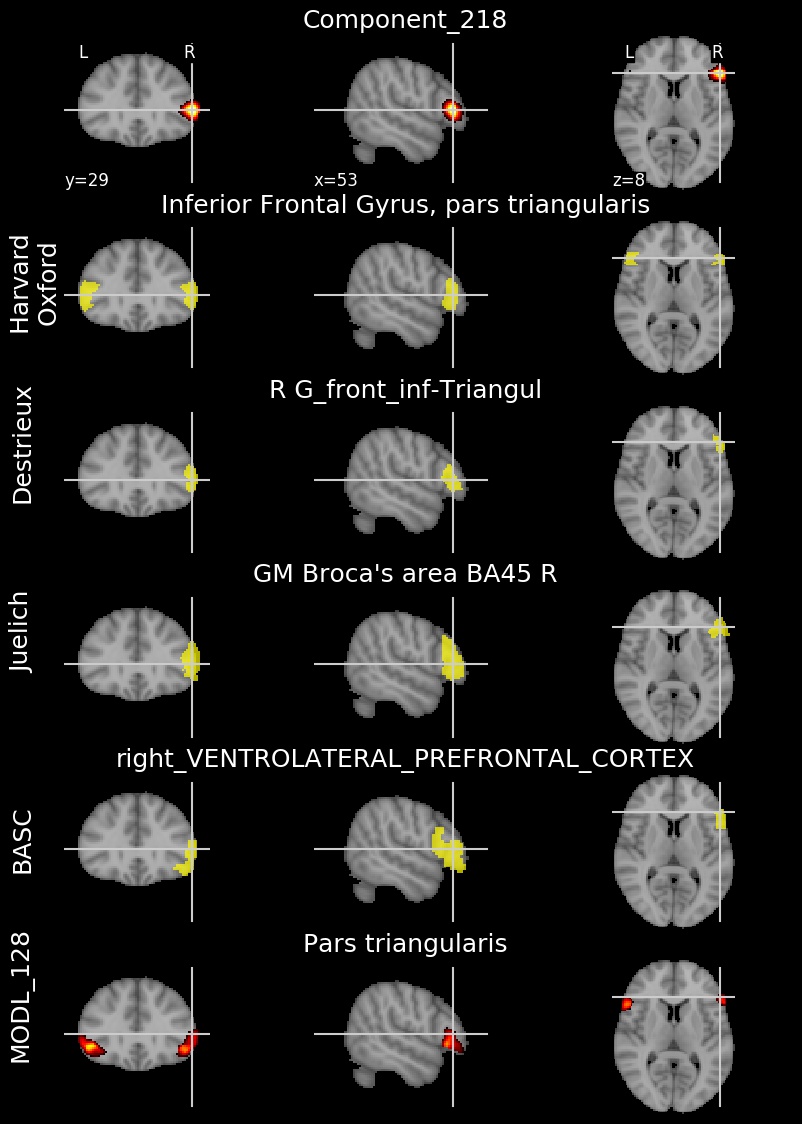 Component_218
L R
L R
y=29
x=53
z=8
Inferior Frontal Gyrus, pars triangularis
Harvard
Oxford
R G_front_inf-Triangul
Destrieux
GM Broca's area BA45 R
Juelich
right_VENTROLATERAL_PREFRONTAL_CORTEX
BASC
Pars triangularis
MODL_128